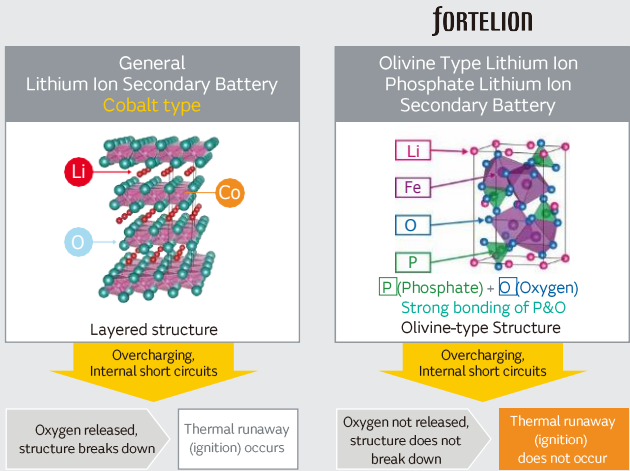 fORTELION
General
Lithium Ion Secondary Battery
Cobalt type
Li
Co
O
Layered structure
Overcharging,
Internal short circuits
Oxygen released,
structure breaks down
Thermal runaway
(ignition) occurs
Olivine Type Lithium Ion
Phosphate Lithium Ion
Secondary Battery
Li
Fe
O
P
P (Phosphate) + O (Oxygen)
Strong bonding of P&O
Olivine-type Structure
Overcharging,
Internal short circuits
Oxygen not released,
structure does not
break down
Thermal runaway
(ignition)
does not occur